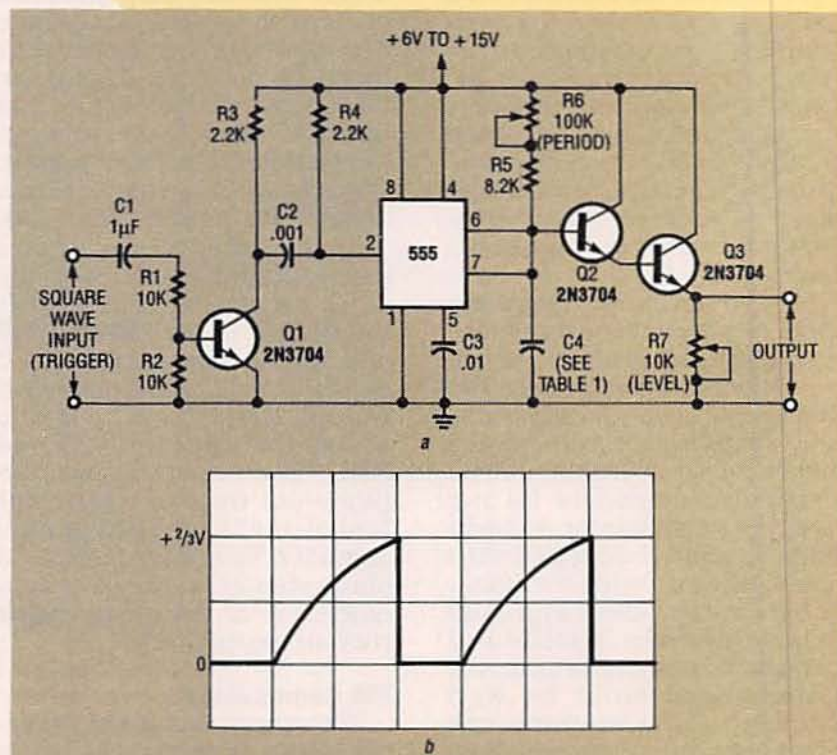 +6V TO +15V
R3
2.2K
R4
2.2K
R6
100K
(PERIOD)
R5
8.2K
C1
1µF
C2
.001
8
4
6
2
555
7
1
5
Q2
2N3704
Q3
2N3704
R1
10K
SQUARE
WAVE
INPUT
(TRIGGER)
R2
10K
Q1
2N3704
C3
.01
C4
(SEE
TABLE 1)
R7
10K
(LEVEL)
OUTPUT
a
+2/3V
0
b